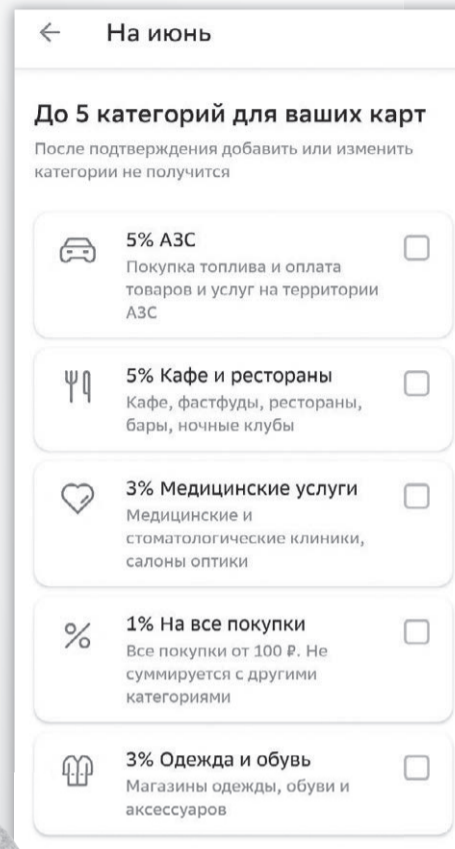 На июнь
До 5 категорий для ваших карт
После подтверждения добавить или изменить
категории не получится
5% АЗС
Покупка топлива и оплата
товаров и услуг на территории
АЗС
5% Кафе и рестораны
Кафе, фастфуды, рестораны,
бары, ночные клубы
3% Медицинские услуги
Медицинские и
стоматологические клиники,
салоны оптики
1% На все покупки
Все покупки от 100 ₽. Не
суммируется с другими
категориями
3% Одежда и обувь
Магазины одежды, обуви и
аксессуаров